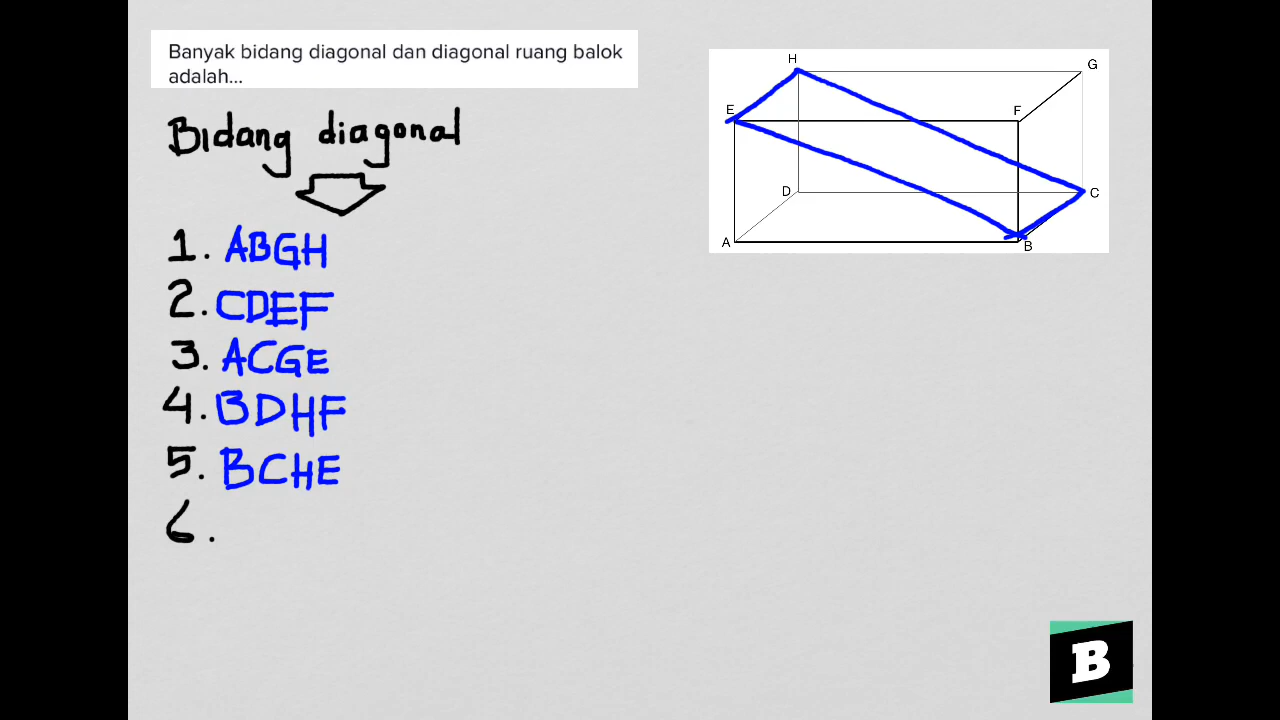 Banyak bidang diagonal dan diagonal ruang balok
adalah...
Bidang diagonal
1. ABGH
2. CDEF
3. ACGE
4. BDHF
5. BCHE
6.
H
G
E
F
D
C
A
B
B